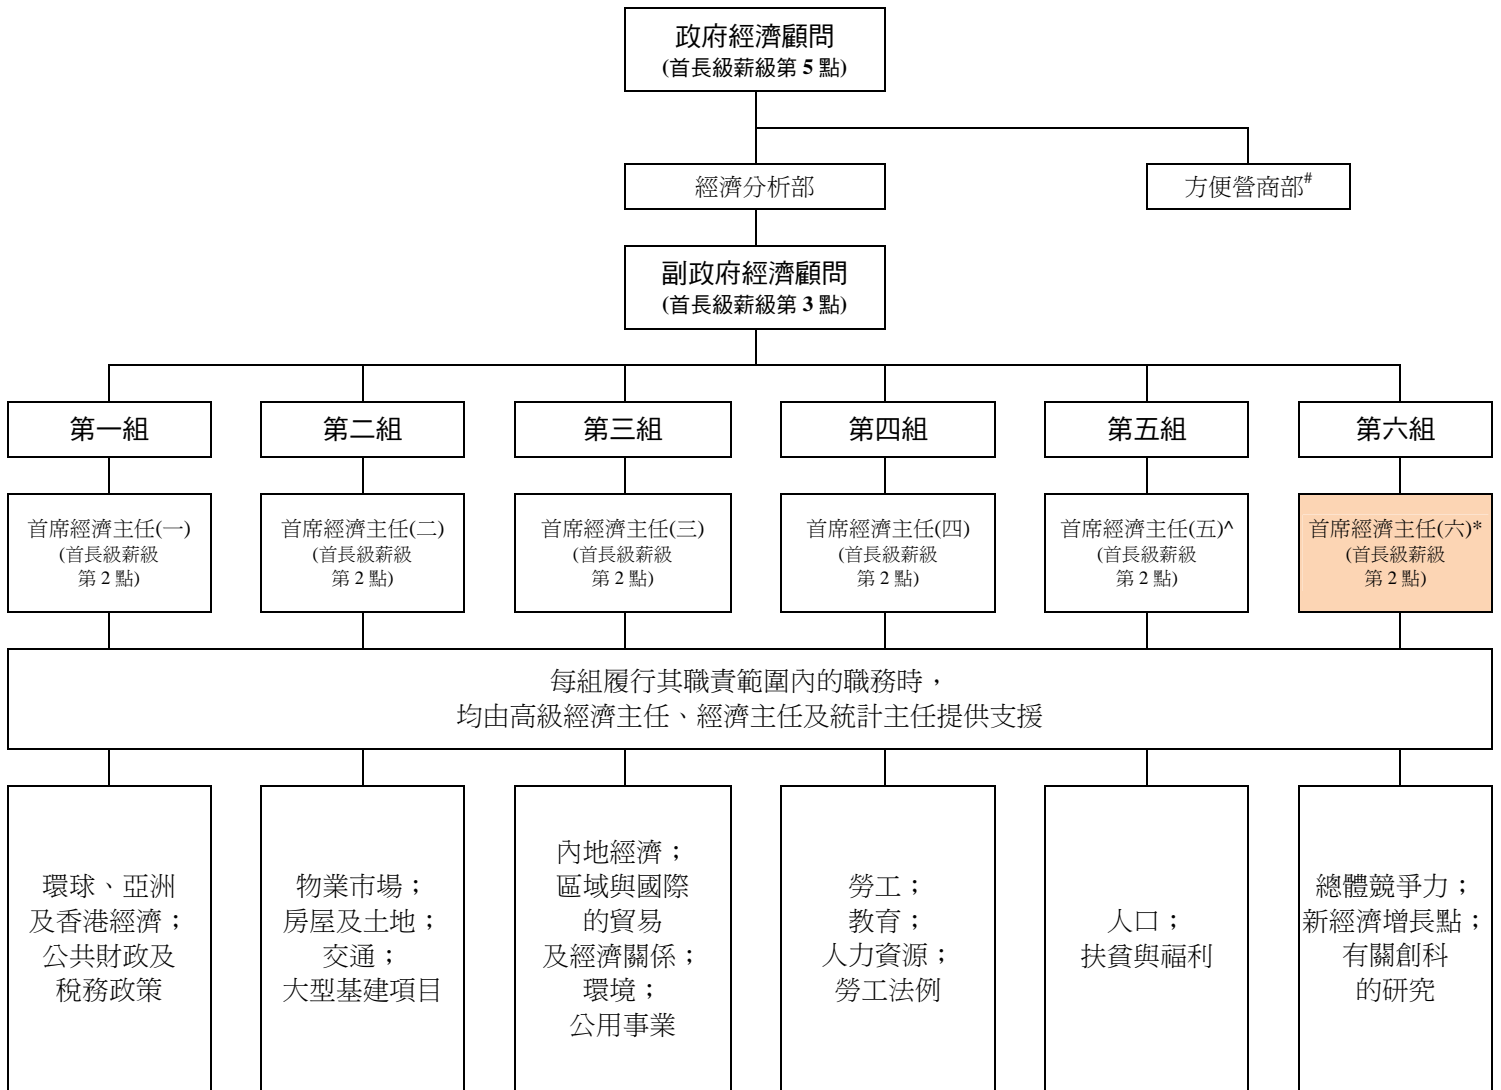 政府經濟顧問
(首長級薪級第 5 點)
經濟分析部
方便營商部#
副政府經濟顧問
(首長級薪級第 3 點)
第一組
第二組
第三組
第四組
第五組
第六組
首席經濟主任(一)
(首長級薪級
第 2 點)
首席經濟主任(二)
(首長級薪級
第 2 點)
首席經濟主任(三)
(首長級薪級
第 2 點)
首席經濟主任(四)
(首長級薪級
第 2 點)
首席經濟主任(五)^
(首長級薪級
第 2 點)
首席經濟主任(六)*
(首長級薪級
第 2 點)
每組履行其職責範圍內的職務時，
均由高級經濟主任、經濟主任及統計主任提供支援
環球、亞洲
及香港經濟；
公共財政及
稅務政策
物業市場；
房屋及土地；
交通；
大型基建項目
內地經濟；
區域與國際
的貿易
及經濟關係；
環境；
公用事業
勞工；
教育；
人力資源；
勞工法例
人口；
扶貧與福利
總體競爭力；
新經濟增長點；
有關創科
的研究